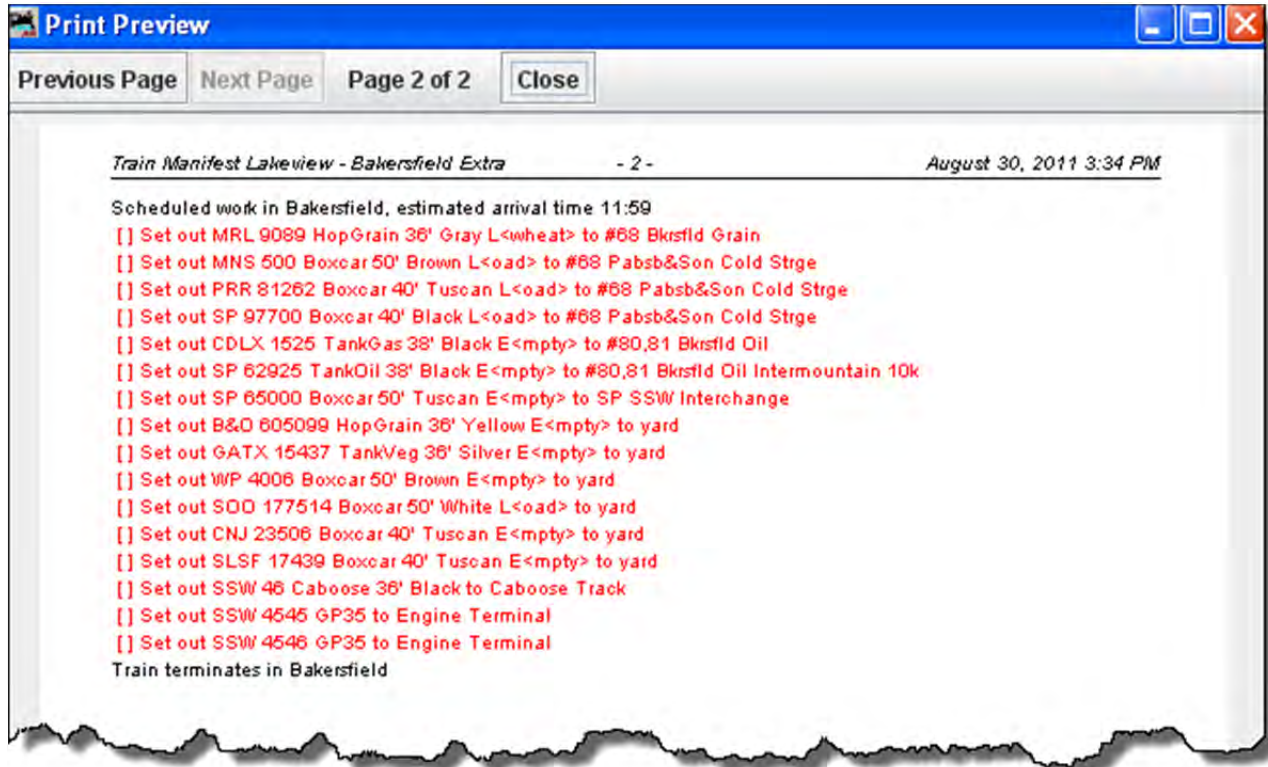 Print Preview
Previous Page Next Page Page 2 of 2 Close
Train Manifest Lakeview - Bakersfield Extra - 2 - August 30, 2011 3:34 PM
Scheduled work in Bakersfield, estimated arrival time 11:59
[ ] Set out MRL 9089 HopGrain 36' Gray L<wheat> to #68 Bkrsfld Grain
[ ] Set out MNS 500 Boxcar 50' Brown L<oad> to #68 Pabsb&Son Cold Strge
[ ] Set out PRR 81262 Boxcar 40' Tuscan L<oad> to #68 Pabsb&Son Cold Strge
[ ] Set out SP 97700 Boxcar 40' Black L<oad> to #68 Pabsb&Son Cold Strge
[ ] Set out CDLX 1525 TankGas 38' Black E<mpty> to #80,81 Bkrsfld Oil
[ ] Set out SP 62925 TankOil 38' Black E<mpty> to #80,81 Bkrsfld Oil Intermountain 10k
[ ] Set out SP 65000 Boxcar 50' Tuscan E<mpty> to SP SSW Interchange
[ ] Set out B&O 605099 HopGrain 36' Yellow E<mpty> to yard
[ ] Set out GATX 15437 TankVeg 36' Silver E<mpty> to yard
[ ] Set out WP 4006 Boxcar 50' Brown E<mpty> to yard
[ ] Set out SOO 177514 Boxcar 50' White L<oad> to yard
[ ] Set out CNJ 23506 Boxcar 40' Tuscan E<mpty> to yard
[ ] Set out SLSF 17439 Boxcar 40' Tuscan E<mpty> to yard
[ ] Set out SSW 46 Caboose 36' Black to Caboose Track
[ ] Set out SSW 4545 GP35 to Engine Terminal
[ ] Set out SSW 4546 GP35 to Engine Terminal
Train terminates in Bakersfield